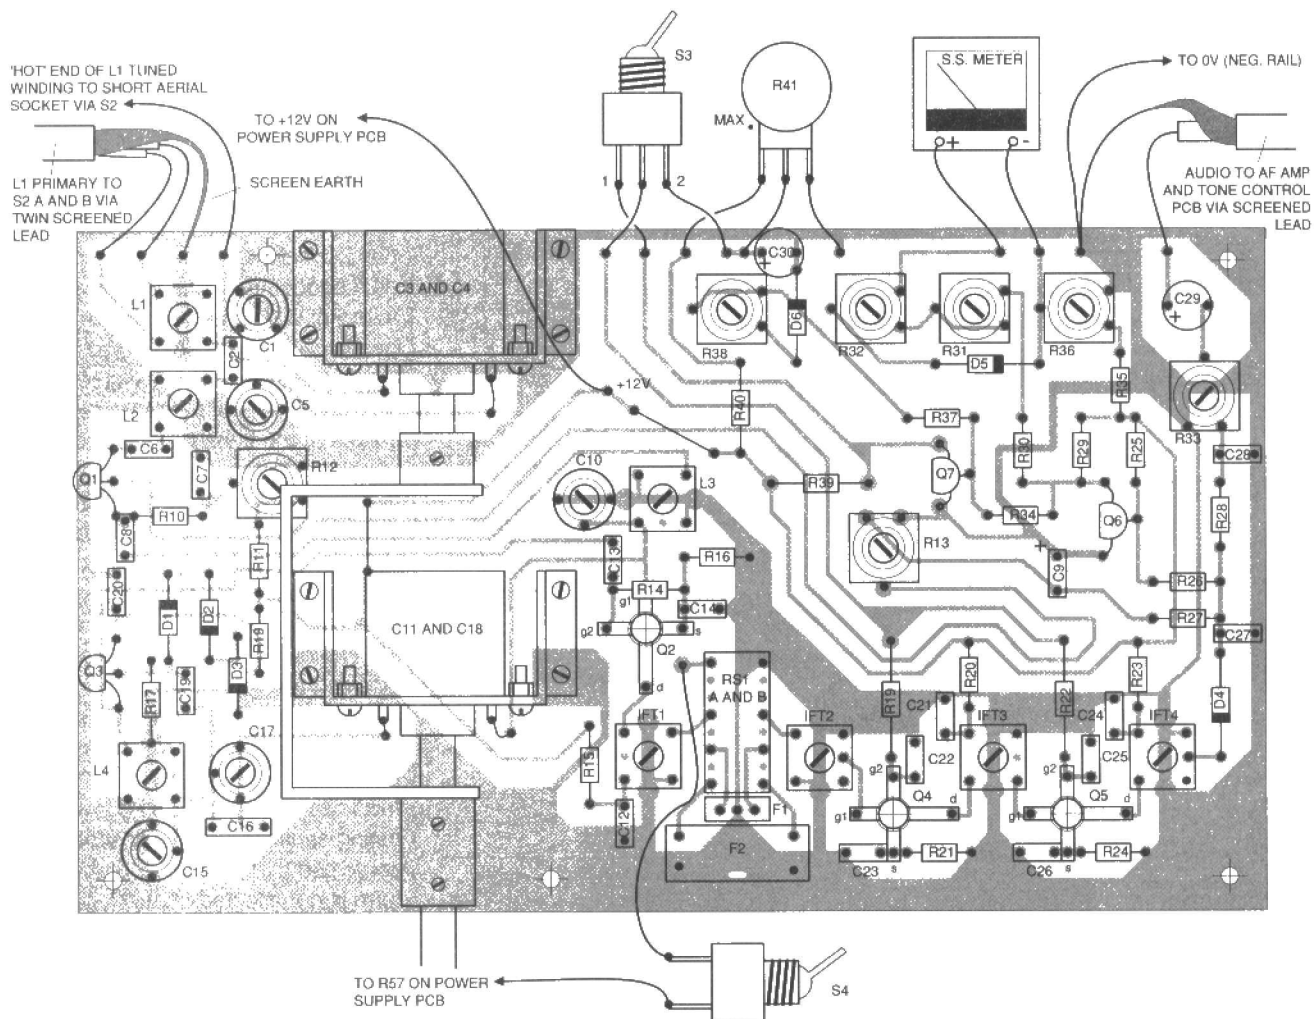 S3
R41
S.S. METER
MAX.
+
-
'HOT' END OF L1 TUNED
WINDING TO SHORT AERIAL
SOCKET VIA S2
TO +12V ON
POWER SUPPLY PCB
TO 0V (NEG. RAIL)
L1 PRIMARY TO
S2 A AND B VIA
TWIN SCREENED
LEAD
SCREEN EARTH
1
2
AUDIO TO AF AMP
AND TONE CONTROL
PCB VIA SCREENED
LEAD
C3 AND C4
C30
+
L1
C1
C2
R38
D6
R32
R31
R36
C29
+
D5
R35
L2
C5
+12V
R40
R37
R30
R29
R25
R33
C6
C7
R12
C10
L3
R39
Q7
C28
Q1
R10
C8
R11
R34
Q6
R28
R13
C13
R16
+
C9
C20
D1
D2
R19
R14
g1
C14
R26
R27
C11 AND C18
g2
s
Q2
C27
Q3
D3
R17
C19
d
RS1
A AND B
R19
R20
R22
R23
D4
C21
C24
C17
IFT1
IFT2
IFT3
IFT4
L4
R15
C22
C25
g2
Q4
g2
Q5
C16
C12
F1
g1
d
g1
d
C15
F2
R21
R24
C23
s
C26
s
TO R57 ON POWER
SUPPLY PCB
S4